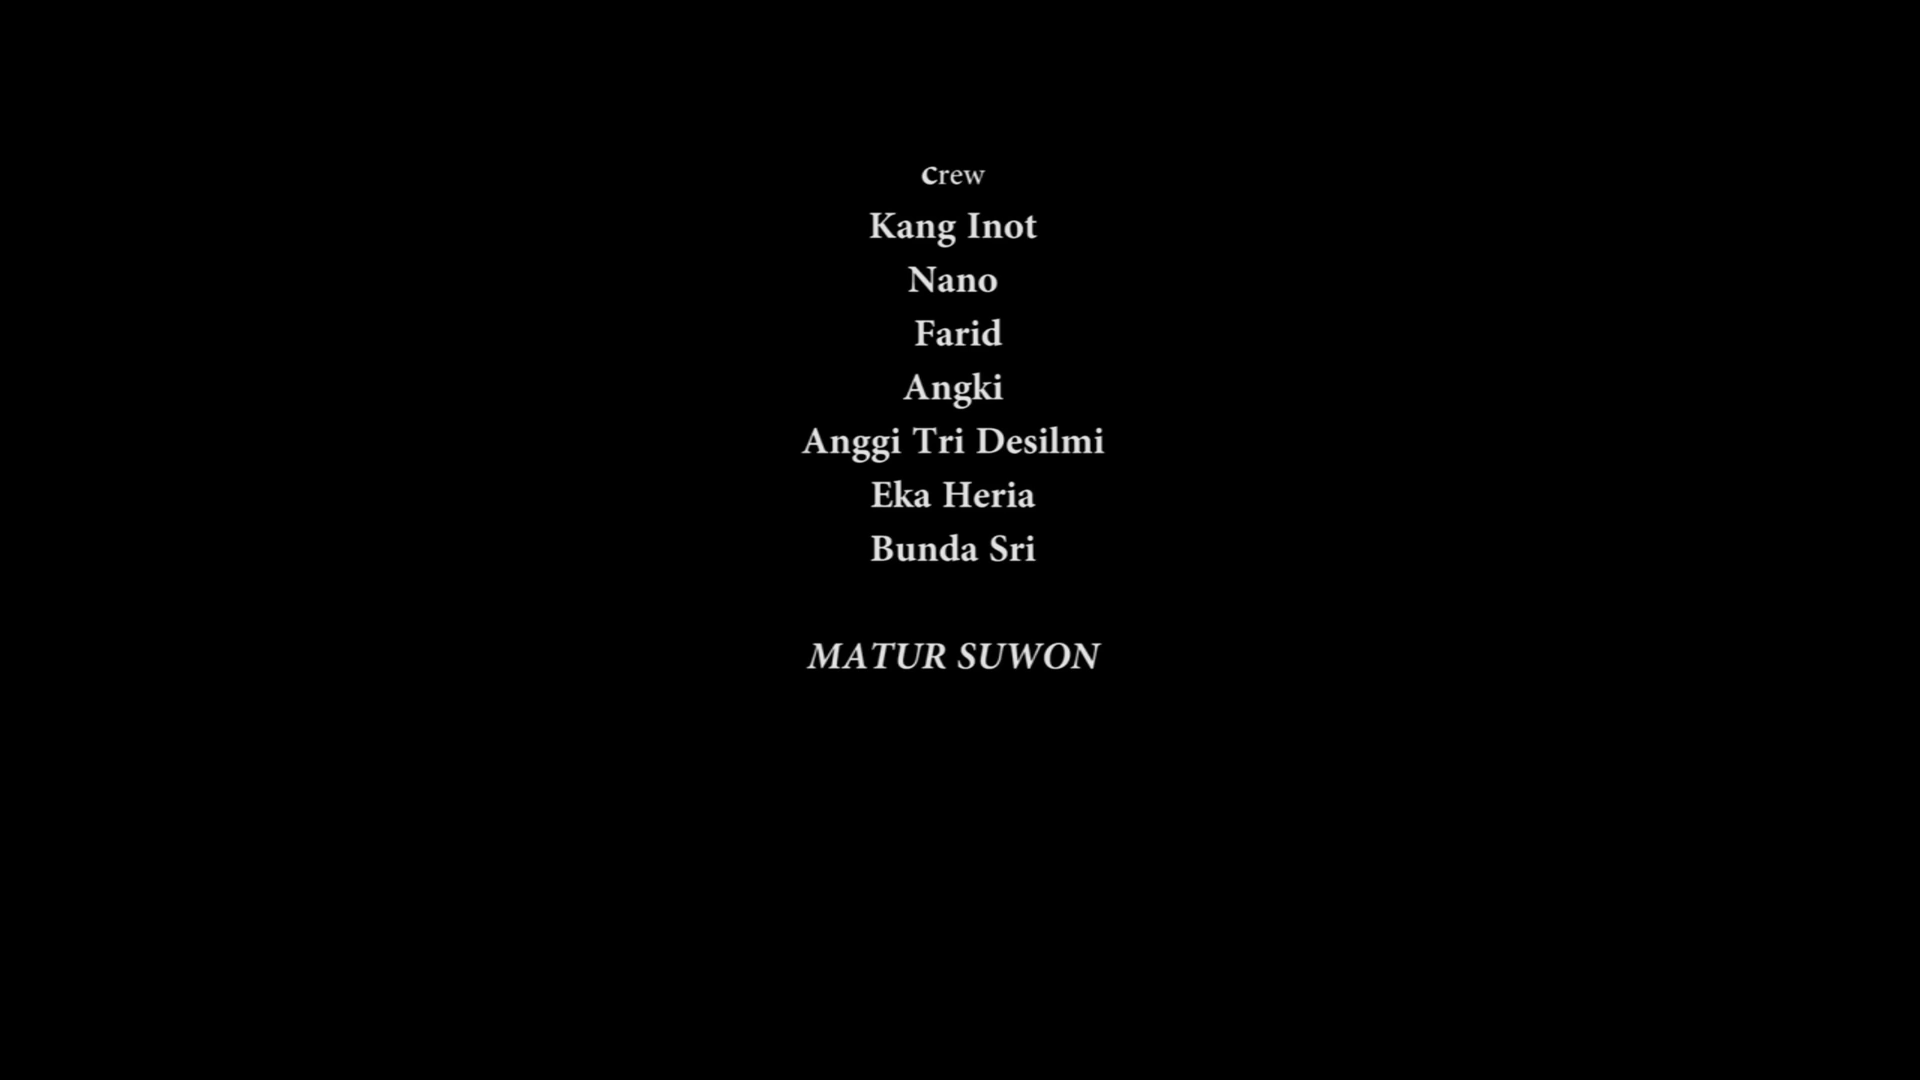 crew
Kang Inot
Nano
Farid
Angki
Anggi Tri Desilmi
Eka Heria
Bunda Sri
MATUR SUWON